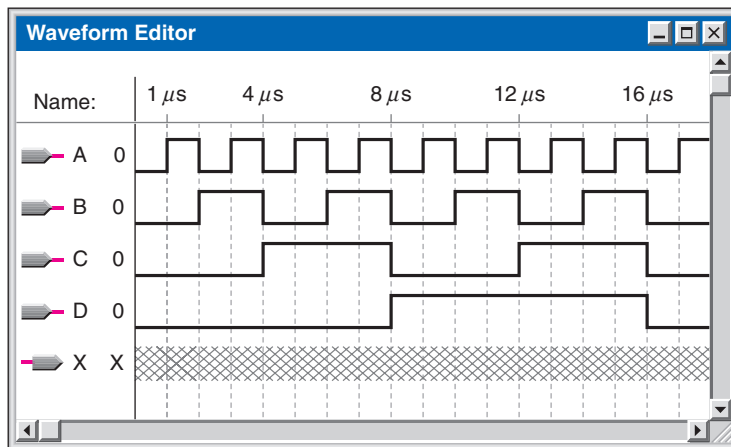 Waveform Editor
Name: 1 μs 4 μs 8 μs 12 μs 16 μs
A 0
B 0
C 0
D 0
X X